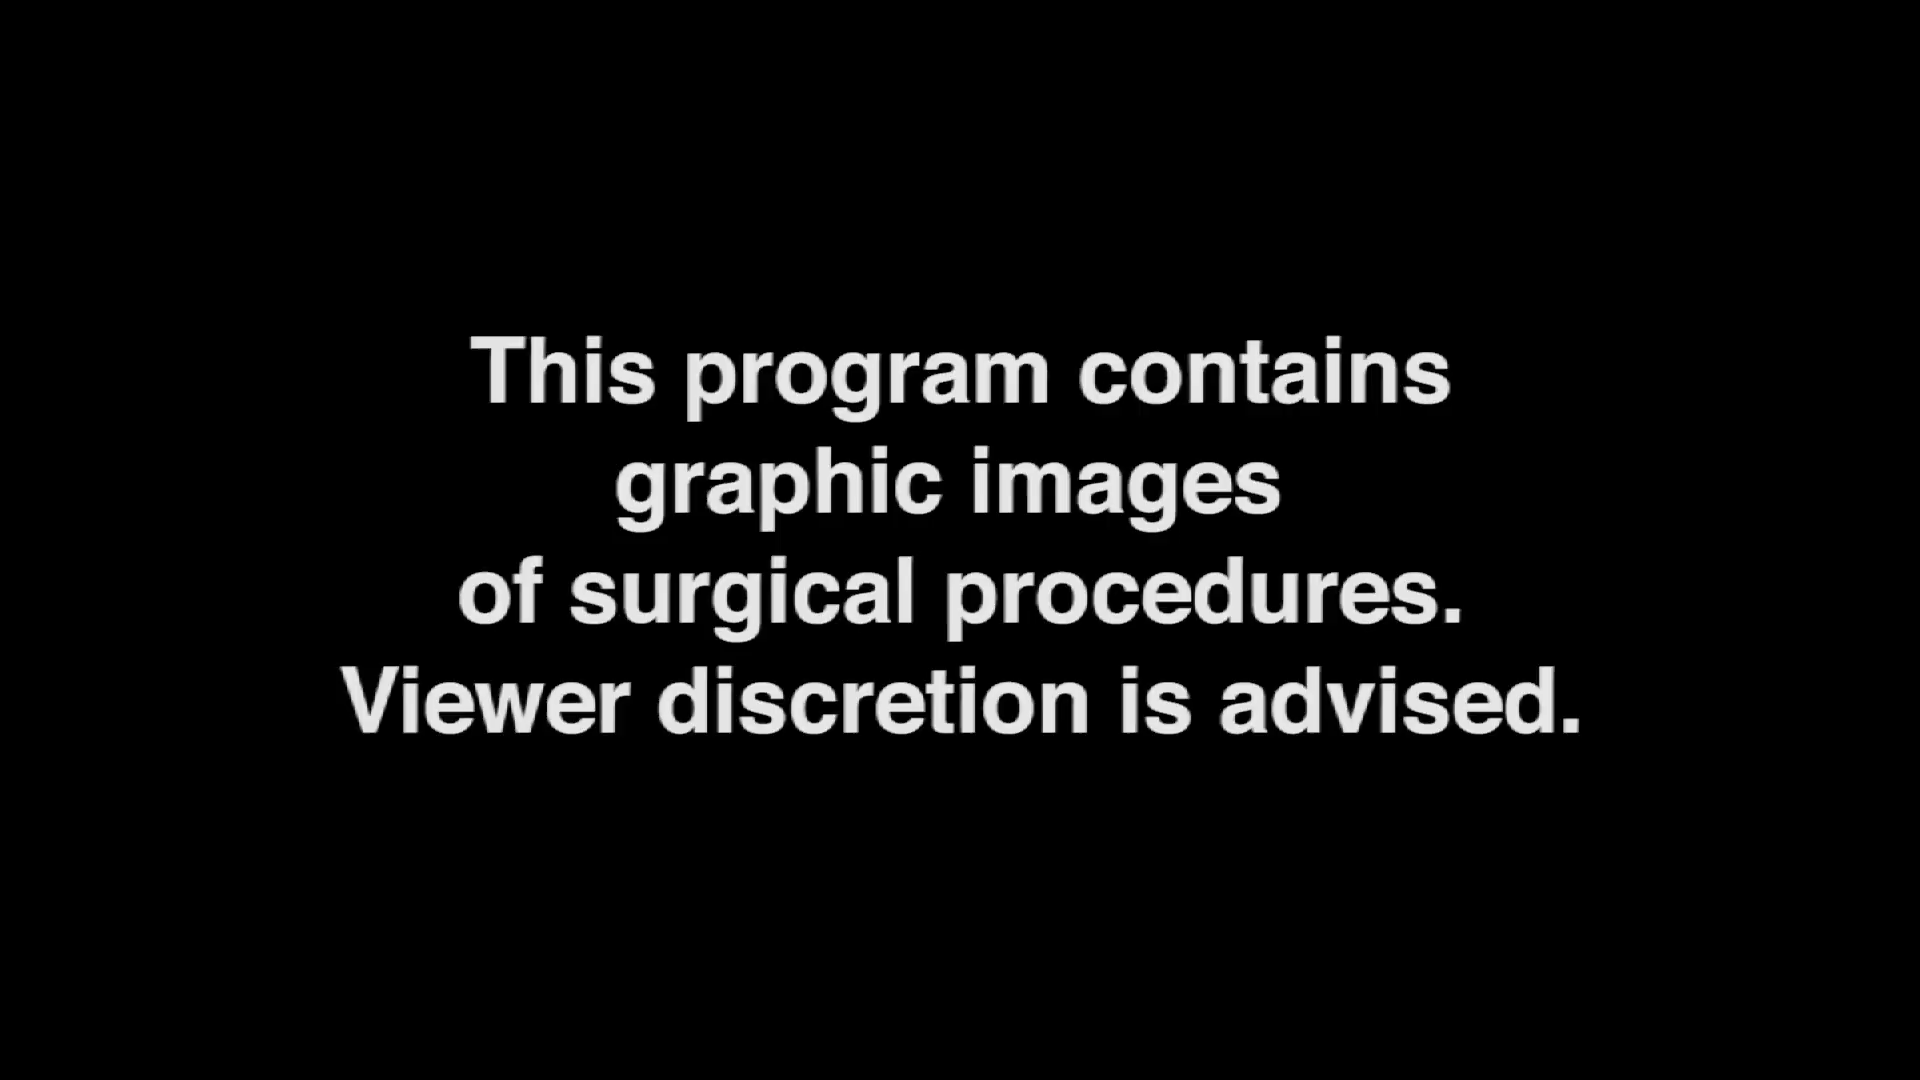 This program contains
graphic images
of surgical procedures.
Viewer discretion is advised.